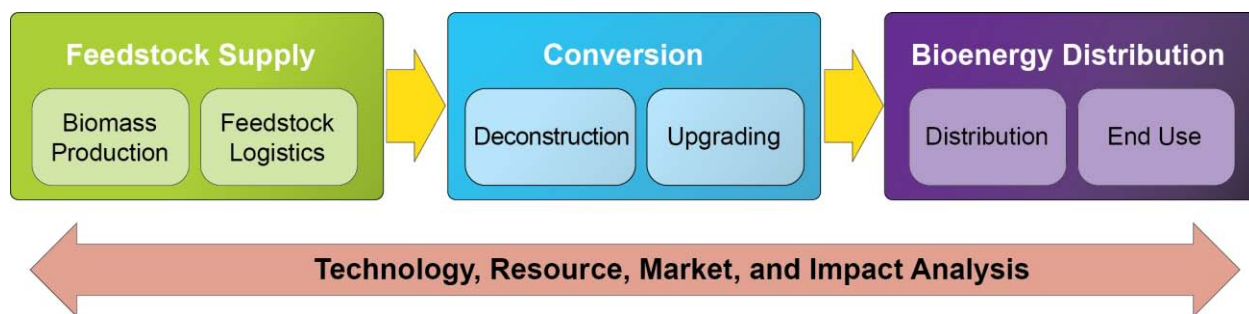 Feedstock Supply
Biomass
Production
Feedstock
Logistics
Conversion
Deconstruction
Upgrading
Bioenergy Distribution
Distribution
End Use
Technology, Resource, Market, and Impact Analysis